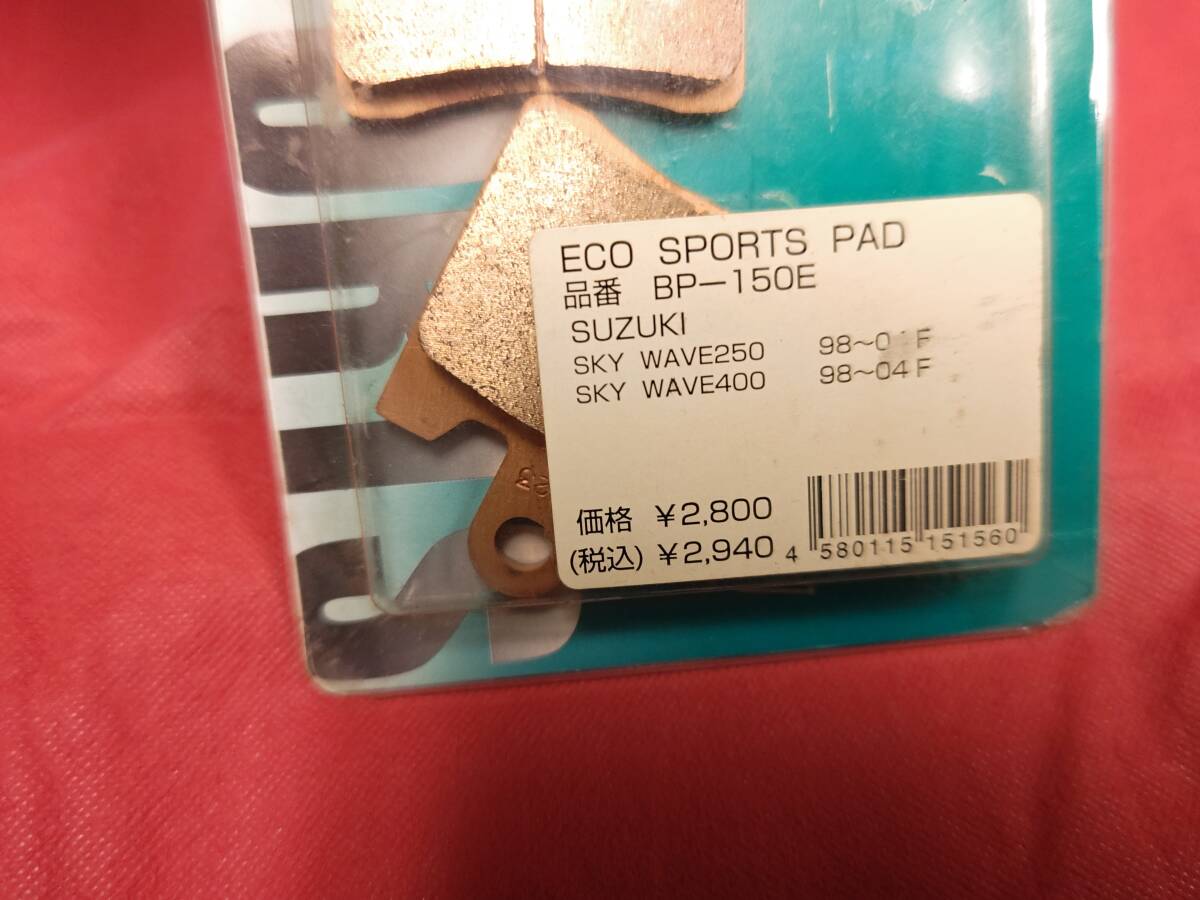 ECO SPORTS PAD
品番 BP-150E
SUZUKI
SKY WAVE250
SKY WAVE400 98~04F
価格 ¥2,800
(税込) ¥2,940
4 580115 151560